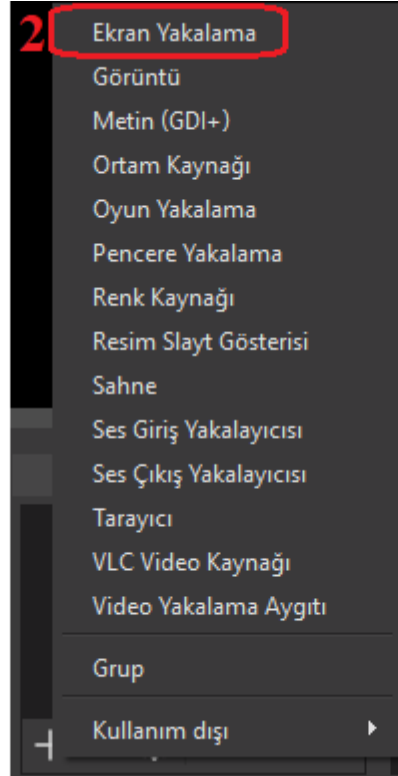 2 Ekran Yakalama
Görüntü
Metin (GDI+)
Ortam Kaynağı
Oyun Yakalama
Pencere Yakalama
Renk Kaynağı
Resim Slayt Gösterisi
Sahne
Ses Giriş Yakalayıcısı
Ses Çıkış Yakalayıcısı
Tarayıcı
VLC Video Kaynağı
Video Yakalama Aygıtı
Grup
Kullanım dışı